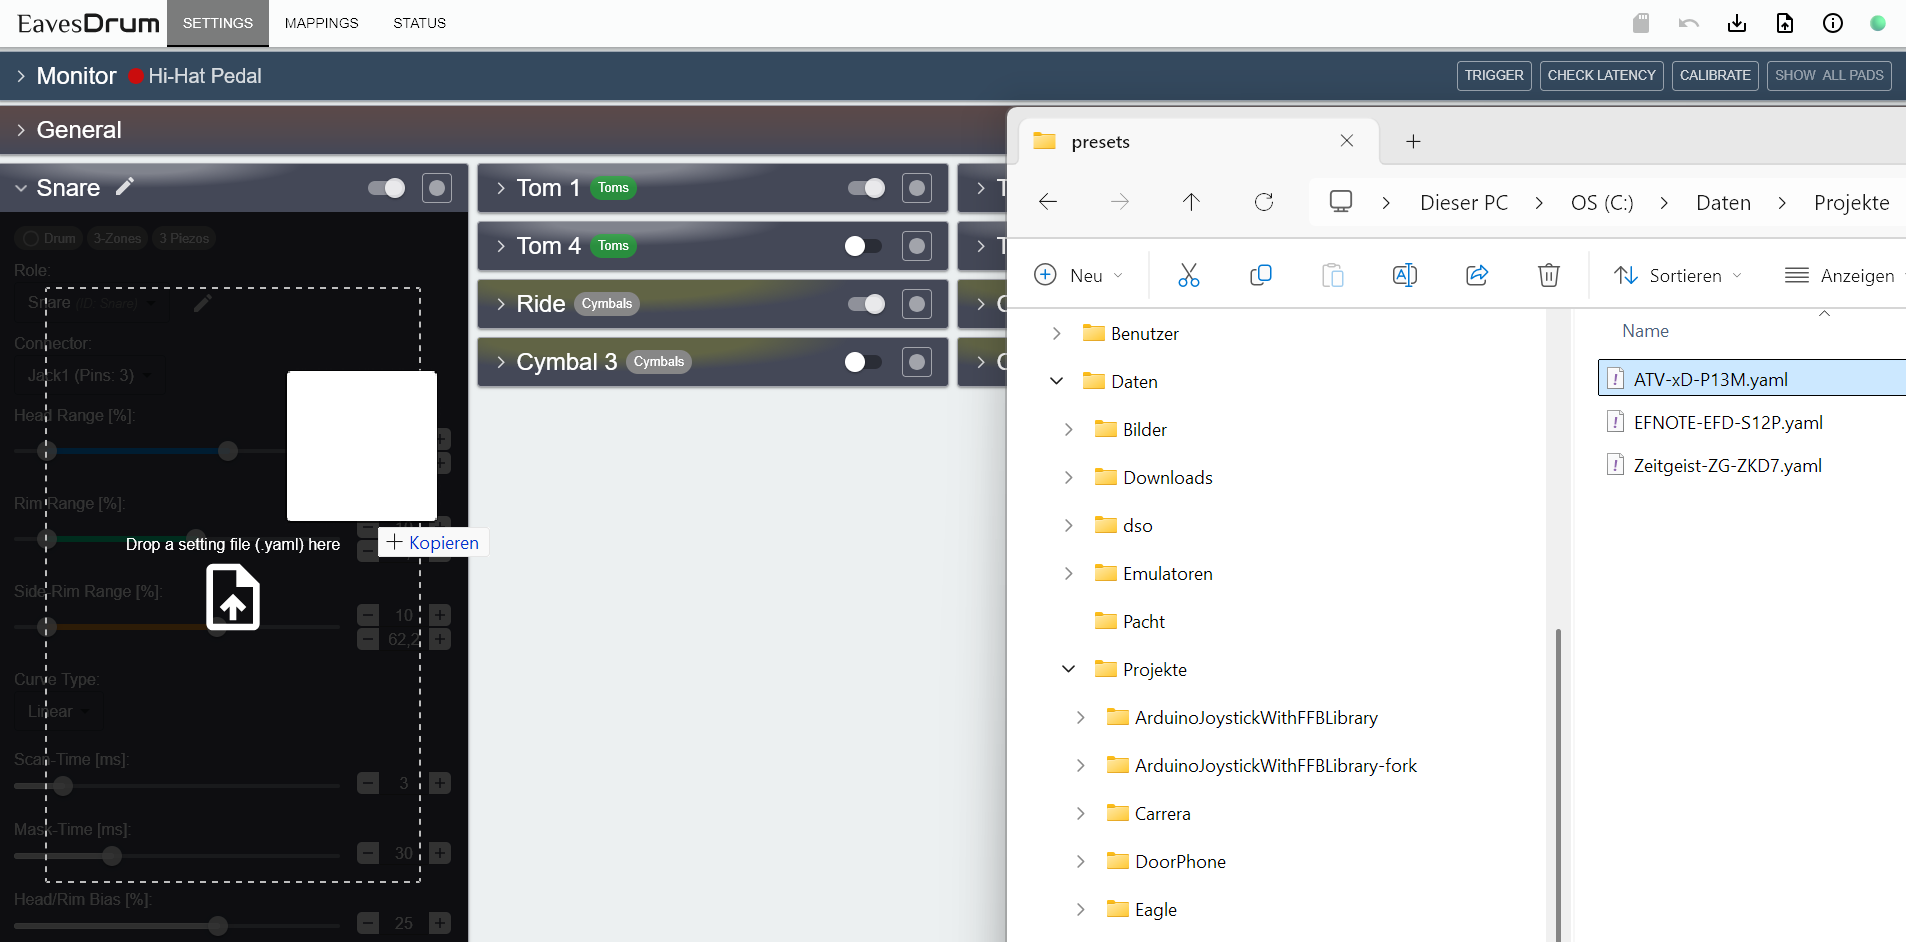 EavesDrum SETTINGS MAPPINGS STATUS
Monitor Hi-Hat Pedal TRIGGER CHECK LATENCY CALIBRATE SHOW ALL PADS
General
Snare
Drum 3-Zones 3 Piezos
Role:
Snare (ID: Snare)
Connector:
Jack1 (Pins: 3)
Head Range [%]:
Rim Range [%]:
10
Drop a setting file (.yaml) here
Kopieren
Side-Rim Range [%]:
10
62,2
Curve Type:
Linear
Scan-Time [ms]:
3
Mask-Time [ms]:
30
Head/Rim Bias [%]:
25
Tom 1 Toms
Tom 4 Toms
Ride Cymbals
Cymbal 3 Cymbals
T
T
C
C
presets
Dieser PC OS (C:) Daten Projekte
Neu Sortieren Anzeigen
Benutzer
Daten
Bilder
Downloads
dso
Emulatoren
Pacht
Projekte
ArduinoJoystickWithFFBLibrary
ArduinoJoystickWithFFBLibrary-fork
Carrera
DoorPhone
Eagle
Name
ATV-xD-P13M.yaml
EFNOTE-EFD-S12P.yaml
Zeitgeist-ZG-ZKD7.yaml